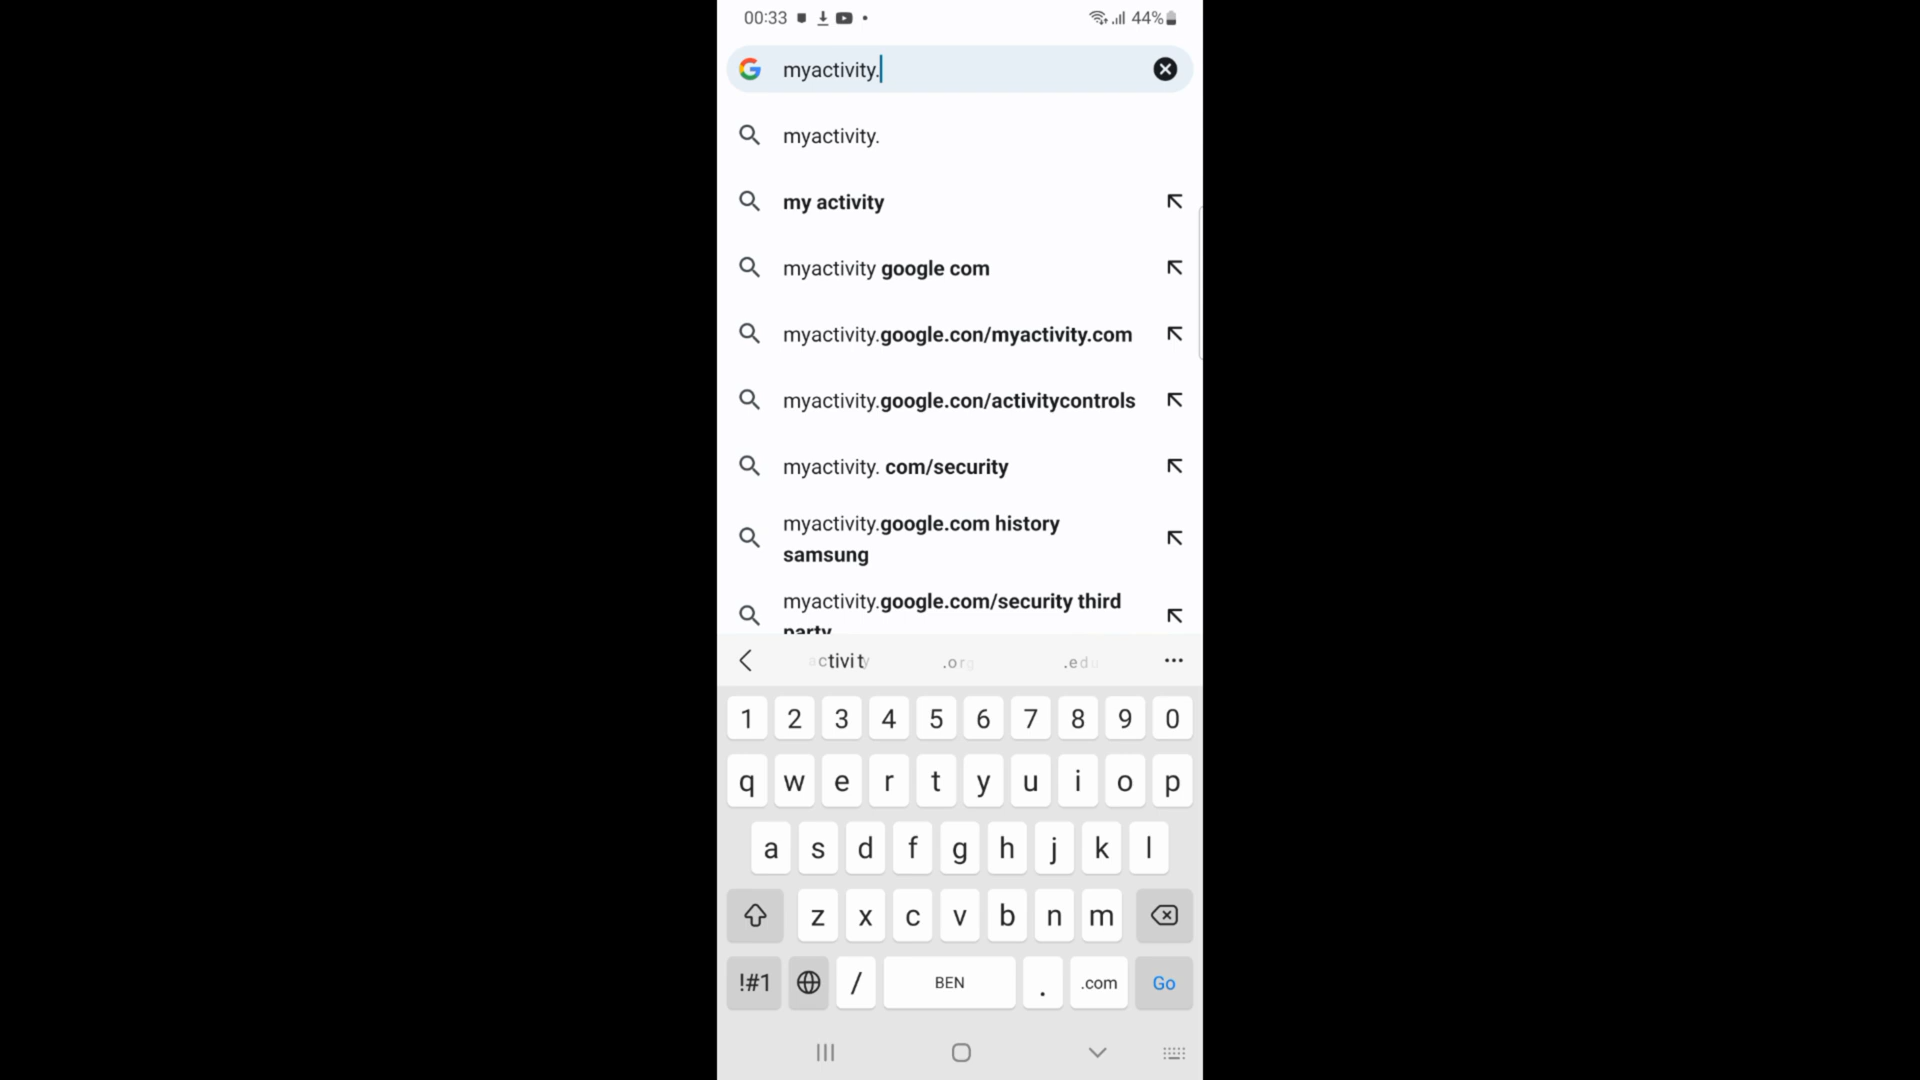 00:33 44%
myactivity.
myactivity.
my activity
myactivity google com
myactivity.google.con/myactivity.com
myactivity.google.con/activitycontrols
myactivity. com/security
myactivity.google.com history
samsung
myactivity.google.com/security third
party
activity .org .edu
1 2 3 4 5 6 7 8 9 0
q w e r t y u i o p
a s d f g h j k l
z x c v b n m
!#1 / BEN . .com Go